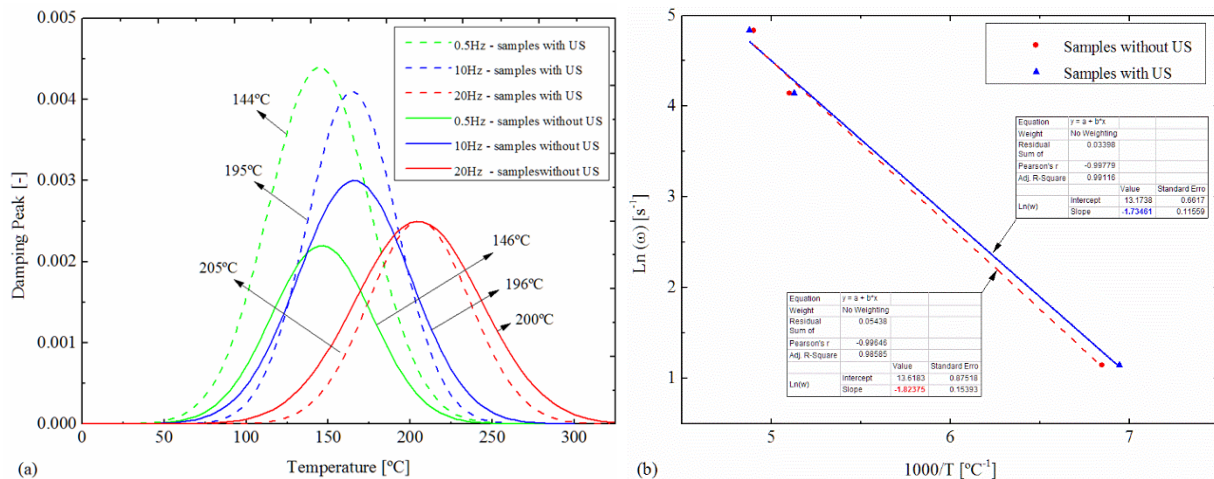 0.005
0.004
0.003
0.002
0.001
0.000
Damping Peak [-]
0.5Hz - samples with US
10Hz - samples with US
20Hz - samples with US
0.5Hz - samples without US
10Hz - samples without US
20Hz - sampleswithout US
144ºC
195ºC
205ºC
146ºC
196ºC
200ºC
0 50 100 150 200 250 300
Temperature [ºC]
(a)
5
4
3
2
1
Ln (ω) [s-1]
Samples without US
Samples with US
Equation y = a + b*x
Weight No Weighting
Residual
Sum of
0.03398
Pearson's r -0.99779
Adj. R-Square 0.99116
Value Standard Erro
Ln(w)
Intercept 13.1738 0.6617
Slope -1.73461 0.11559
Equation y = a + b*x
Weight No Weighting
Residual
Sum of
0.05438
Pearson's r -0.99646
Adj. R-Square 0.98585
Value Standard Erro
Ln(w)
Intercept 13.6183 0.87518
Slope -1.82375 0.15393
5 6 7
1000/T [ºC-1]
(b)